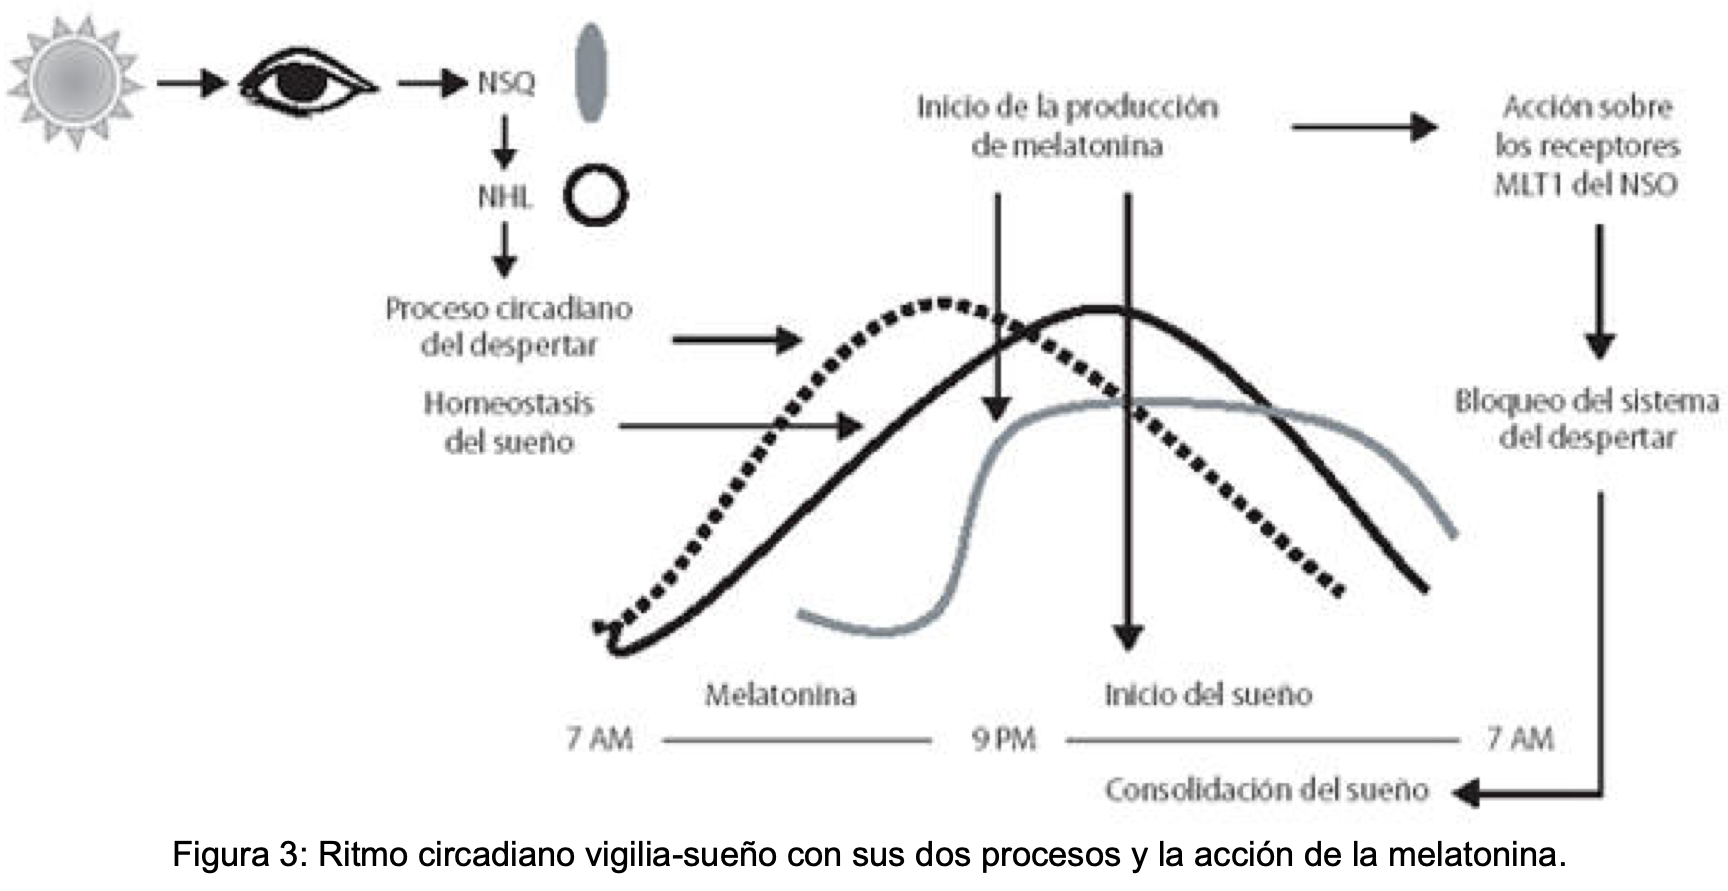 NSQ
NHL
Proceso circadiano
del despertar
Homeostasis
del sueño
Inicio de la producción
de melatonina
Acción sobre
los receptores
MLT1 del NSO
Bloqueo del sistema
del despertar
Melatonina
Inicio del sueño
7 AM
9 PM
7 AM
Consolidación del sueño
Figura 3: Ritmo circadiano vigilia-sueño con sus dos procesos y la acción de la melatonina.